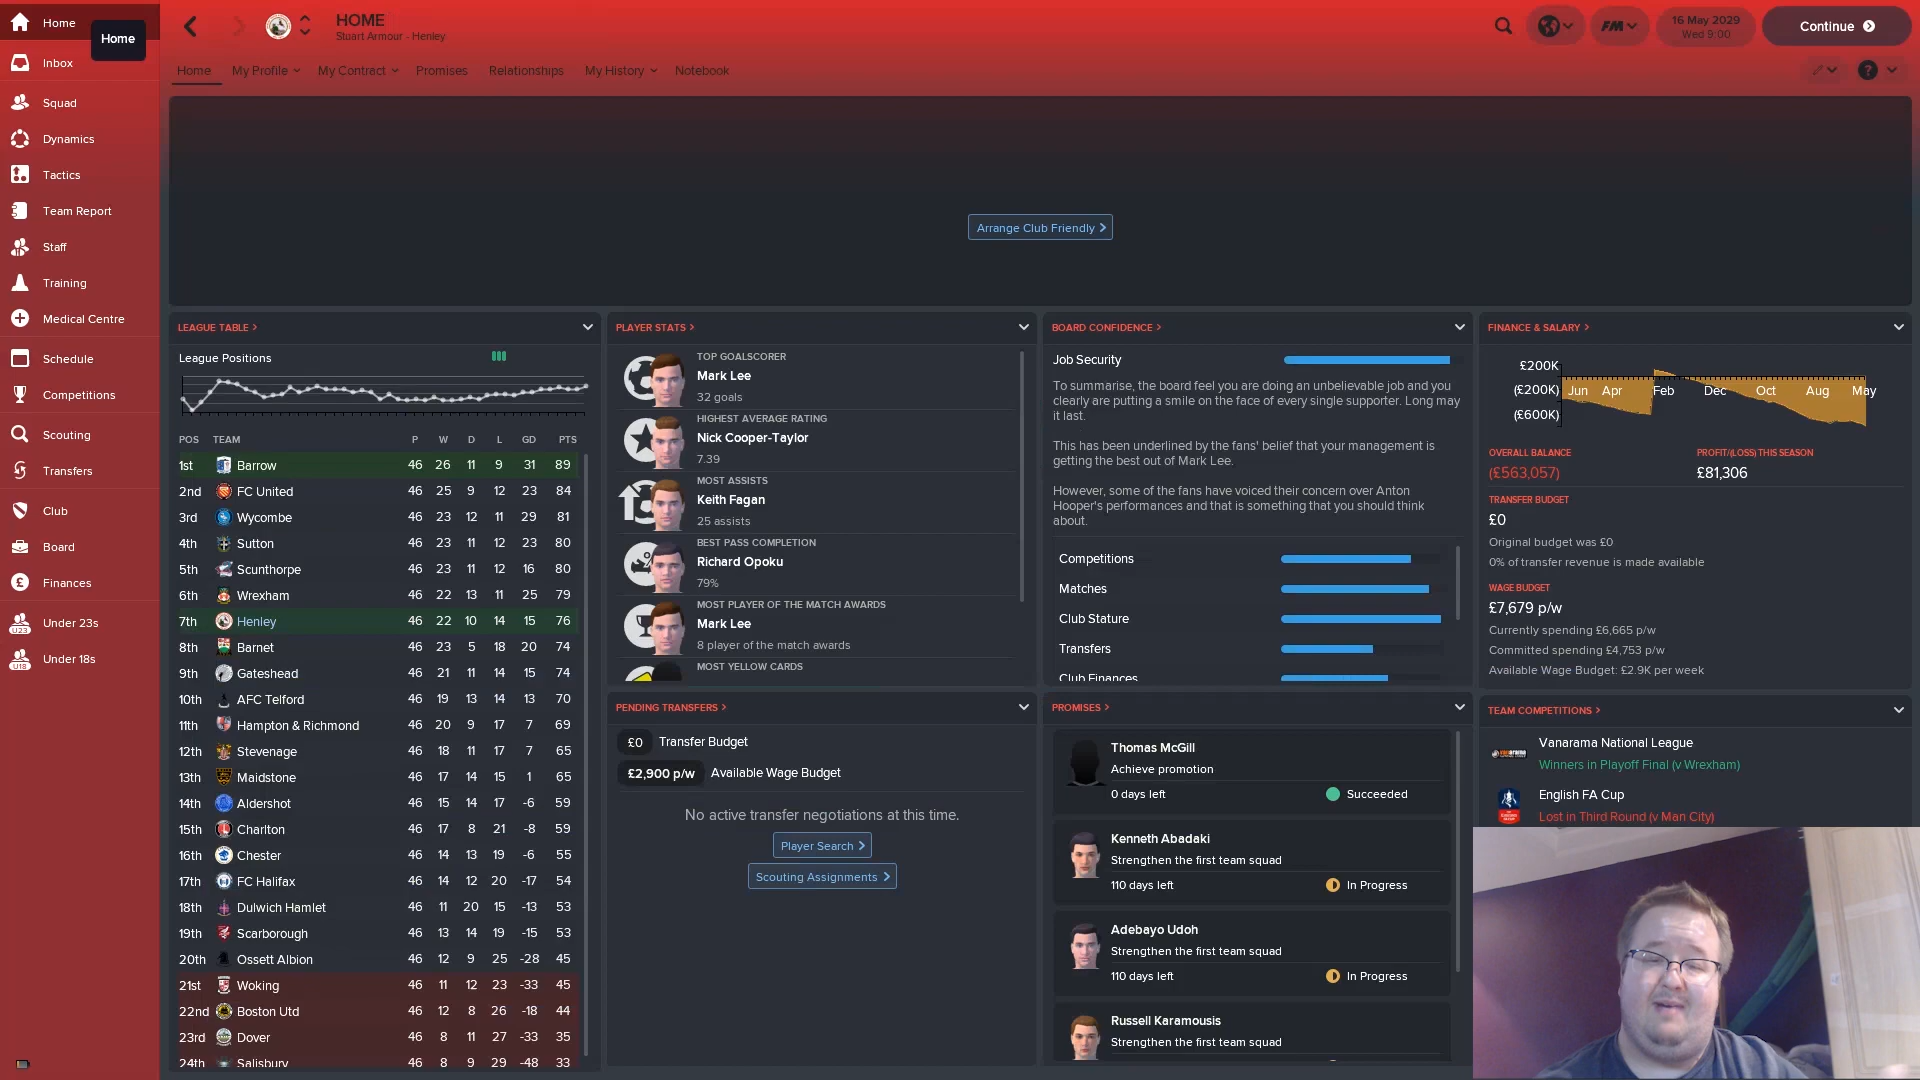 Home
Home
Inbox
Squad
Dynamics
Tactics
Team Report
Staff
Training
Medical Centre
Schedule
Competitions
Scouting
Transfers
Club
Board
Finances
U23
Under 23s
U18
Under 18s
HOME
Stuart Armour - Henley
FM
16 May 2029
Wed 9:00
Continue
Home My Profile My Contract Promises Relationships My History Notebook
Arrange Club Friendly
LEAGUE TABLE
League Positions
POS TEAM P W D L GD PTS
1st Barrow 46 26 11 9 31 89
2nd FC United 46 25 9 12 23 84
3rd Wycombe 46 23 12 11 29 81
4th Sutton 46 23 11 12 23 80
5th Scunthorpe 46 23 11 12 16 80
6th Wrexham 46 22 13 11 25 79
7th Henley 46 22 10 14 15 76
8th Barnet 46 23 5 18 20 74
9th Gateshead 46 21 11 14 15 74
10th AFC Telford 46 19 13 14 13 70
11th Hampton & Richmond 46 20 9 17 7 69
12th Stevenage 46 18 11 17 7 65
13th Maidstone 46 17 14 15 1 65
14th Aldershot 46 15 14 17 -6 59
15th Charlton 46 17 8 21 -8 59
16th Chester 46 14 13 19 -6 55
17th FC Halifax 46 14 12 20 -17 54
18th Dulwich Hamlet 46 11 20 15 -13 53
19th Scarborough 46 13 14 19 -15 53
20th Ossett Albion 46 12 9 25 -28 45
21st Woking 46 11 12 23 -33 45
22nd Boston Utd 46 12 8 26 -18 44
23rd Dover 46 8 11 27 -33 35
24th Salisbury 46 8 9 29 -48 33
PLAYER STATS
TOP GOALSCORER
Mark Lee
32 goals
HIGHEST AVERAGE RATING
Nick Cooper-Taylor
7.39
MOST ASSISTS
Keith Fagan
25 assists
BEST PASS COMPLETION
Richard Opoku
79%
MOST PLAYER OF THE MATCH AWARDS
Mark Lee
8 player of the match awards
MOST YELLOW CARDS
BOARD CONFIDENCE
Job Security
To summarise, the board feel you are doing an unbelievable job and you
clearly are putting a smile on the face of every single supporter. Long may
it last.
This has been underlined by the fans' belief that your management is
getting the best out of Mark Lee.
However, some of the fans have voiced their concern over Anton
Hooper's performances and that is something that you should think
about.
Competitions
Matches
Club Stature
Transfers
Club Finances
FINANCE & SALARY
£200K
(£200K)
(£600K)
Jun Apr Feb Dec Oct Aug May
OVERALL BALANCE PROFIT/(LOSS) THIS SEASON
(£563,057) £81,306
TRANSFER BUDGET
£0
Original budget was £0
0% of transfer revenue is made available
WAGE BUDGET
£7,679 p/w
Currently spending £6,665 p/w
Committed spending £4,753 p/w
Available Wage Budget: £2.9K per week
PENDING TRANSFERS
£0 Transfer Budget
£2,900 p/w Available Wage Budget
No active transfer negotiations at this time.
Player Search
Scouting Assignments
PROMISES
Thomas McGill
Achieve promotion
0 days left Succeeded
Kenneth Abadaki
Strengthen the first team squad
110 days left In Progress
Adebayo Udoh
Strengthen the first team squad
110 days left In Progress
Russell Karamousis
Strengthen the first team squad
TEAM COMPETITIONS
Vanarama National League
Winners in Playoff Final (v Wrexham)
English FA Cup
Lost in Third Round (v Man City)